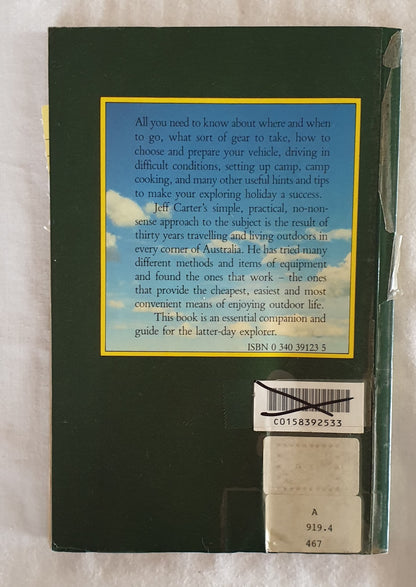 All you need to know about where and when
to go, what sort of gear to take, how to
choose and prepare your vehicle, driving in
difficult conditions, setting up camp, camp
cooking, and many other useful hints and tips
to make your exploring holiday a success.
Jeff Carter's simple, practical, no-non-
sense approach to the subject is the result of
thirty years travelling and living outdoors in
every corner of Australia. He has tried many
different methods and items of equipment
and found the ones that work – the ones
that provide the cheapest, easiest and most
convenient means of enjoying outdoor life.
This book is an essential companion and
guide for the latter-day explorer.
ISBN 0 340 39123 5
C0158392533
A
919.4
467